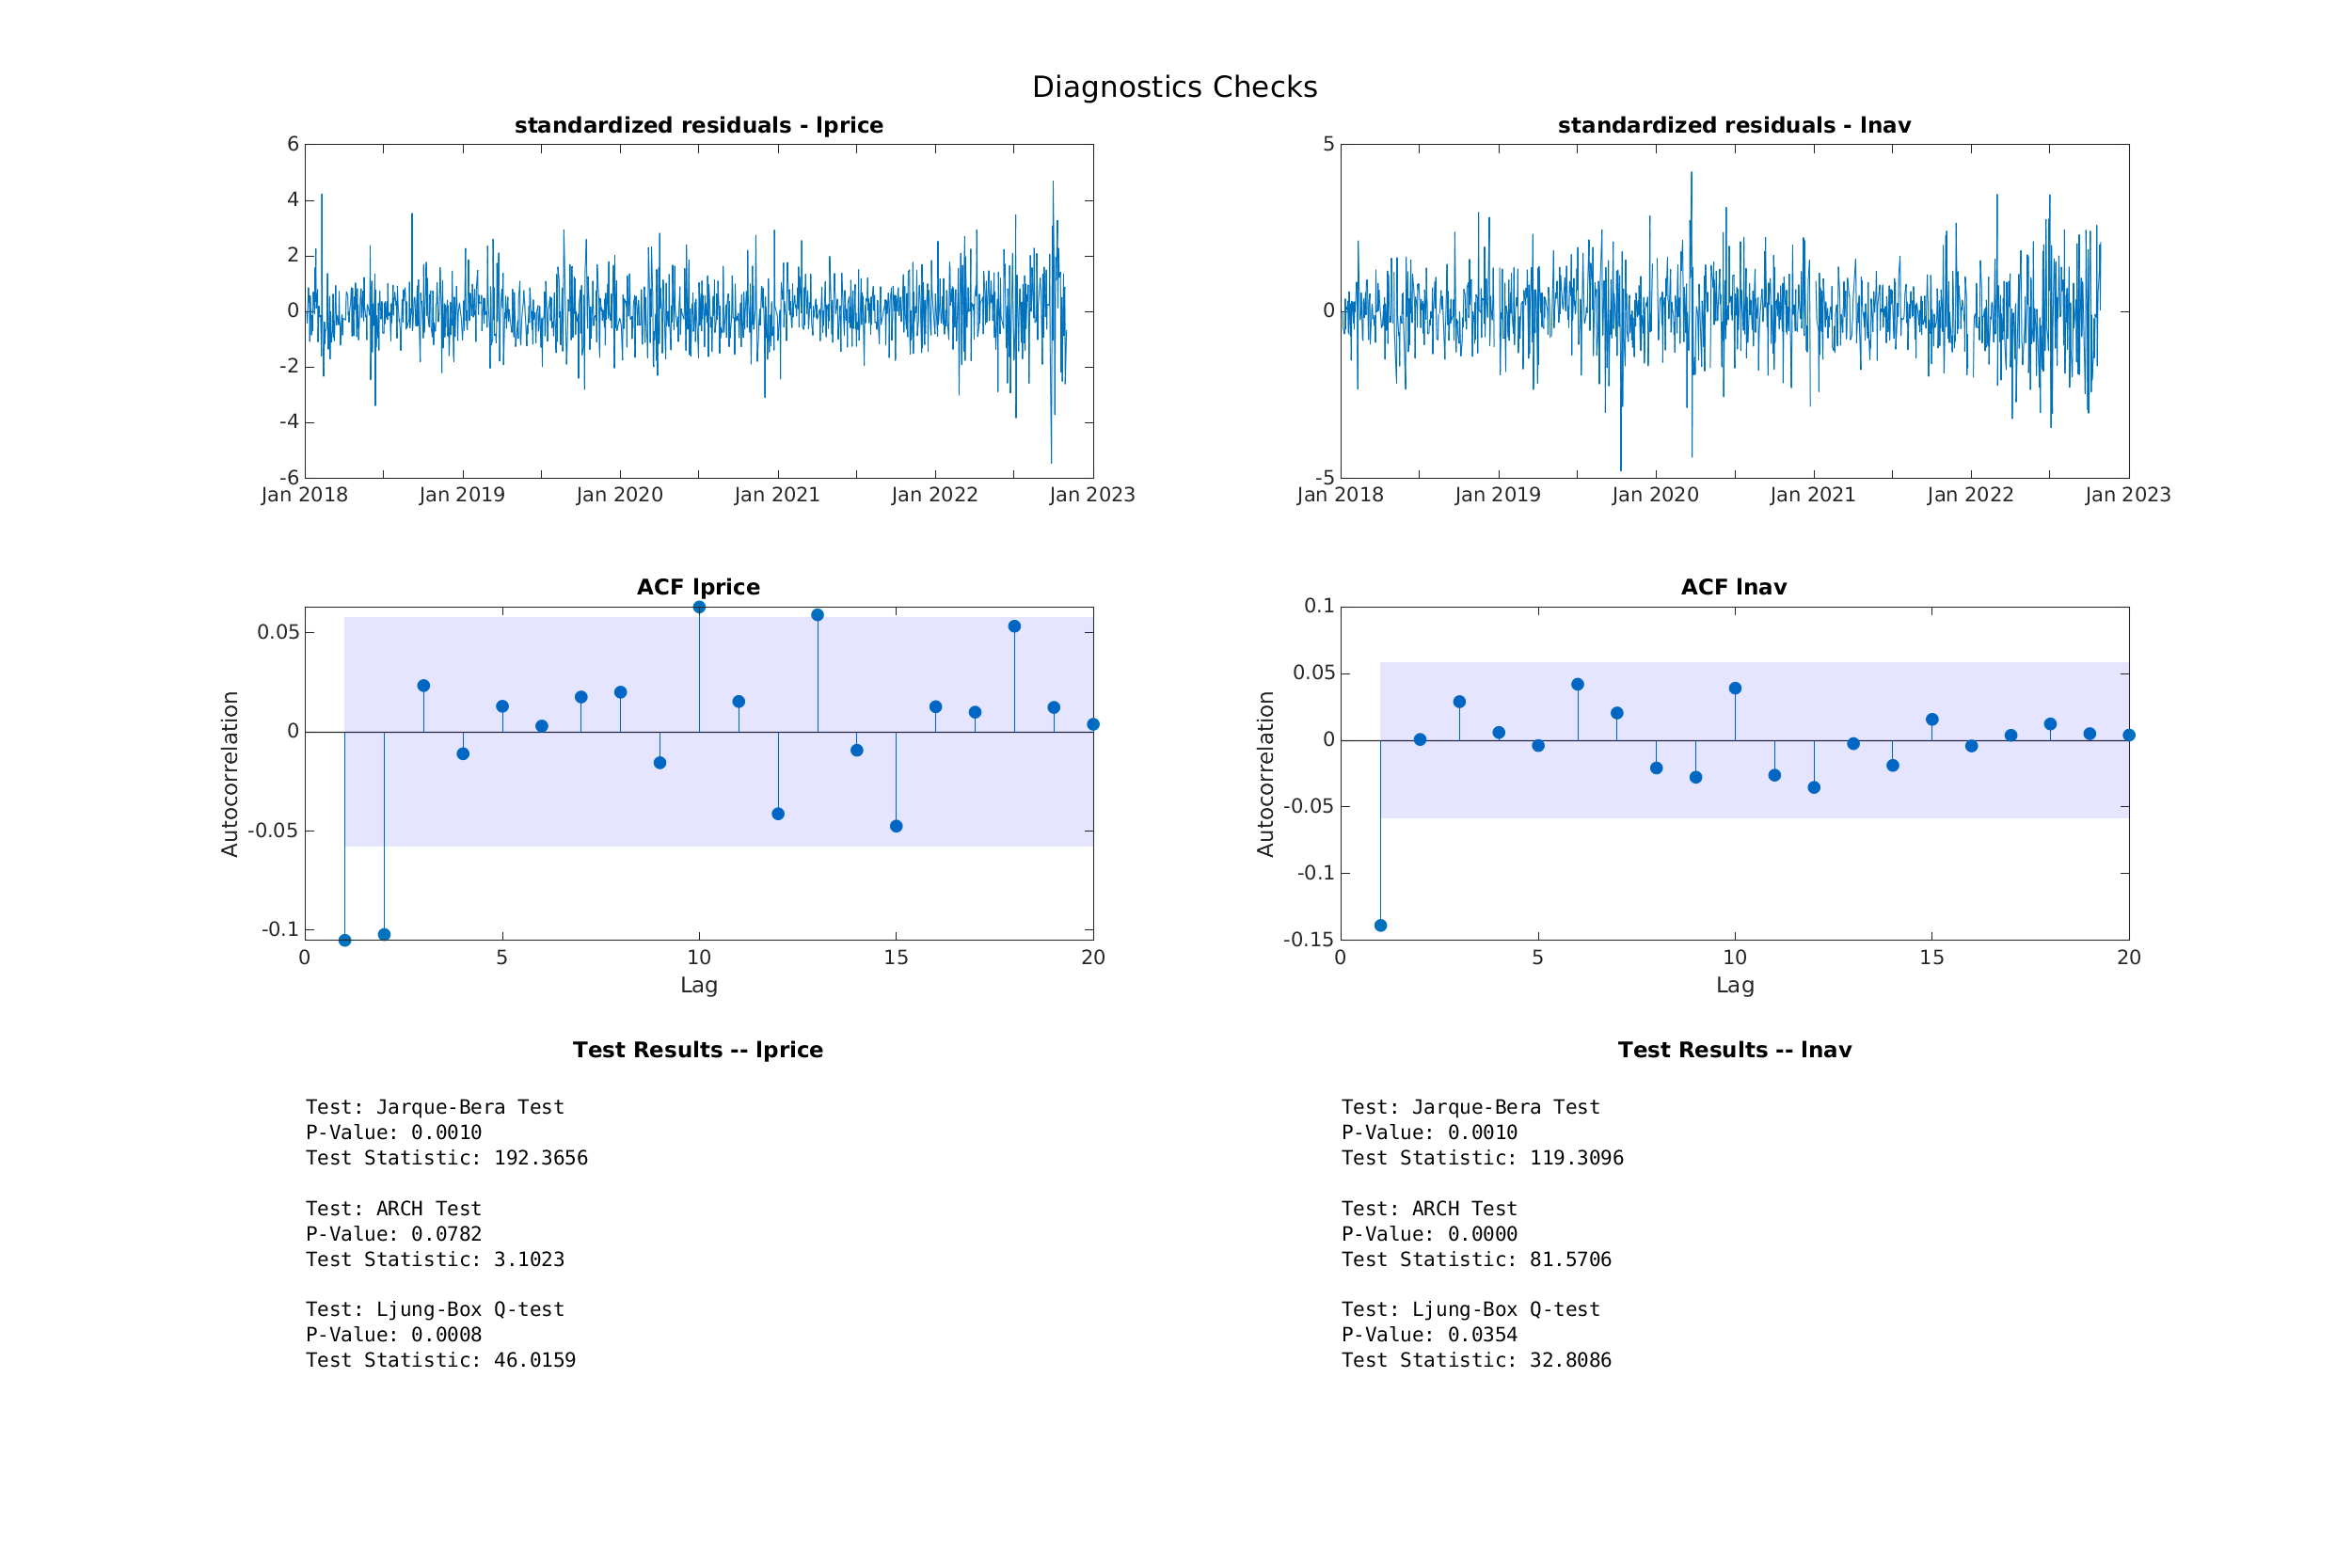 Diagnostics Checks
standardized residuals - lprice
6
4
2
0
-2
-4
-6
Jan 2018 Jan 2019 Jan 2020 Jan 2021 Jan 2022 Jan 2023
standardized residuals - lnav
5
0
-5
Jan 2018 Jan 2019 Jan 2020 Jan 2021 Jan 2022 Jan 2023
ACF lprice
Autocorrelation
0.05
0
-0.05
-0.1
0 5 10 15 20
Lag
ACF lnav
Autocorrelation
0.1
0.05
0
-0.05
-0.1
-0.15
0 5 10 15 20
Lag
Test Results -- lprice
Test: Jarque-Bera Test
P-Value: 0.0010
Test Statistic: 192.3656
Test: ARCH Test
P-Value: 0.0782
Test Statistic: 3.1023
Test: Ljung-Box Q-test
P-Value: 0.0008
Test Statistic: 46.0159
Test Results -- lnav
Test: Jarque-Bera Test
P-Value: 0.0010
Test Statistic: 119.3096
Test: ARCH Test
P-Value: 0.0000
Test Statistic: 81.5706
Test: Ljung-Box Q-test
P-Value: 0.0354
Test Statistic: 32.8086